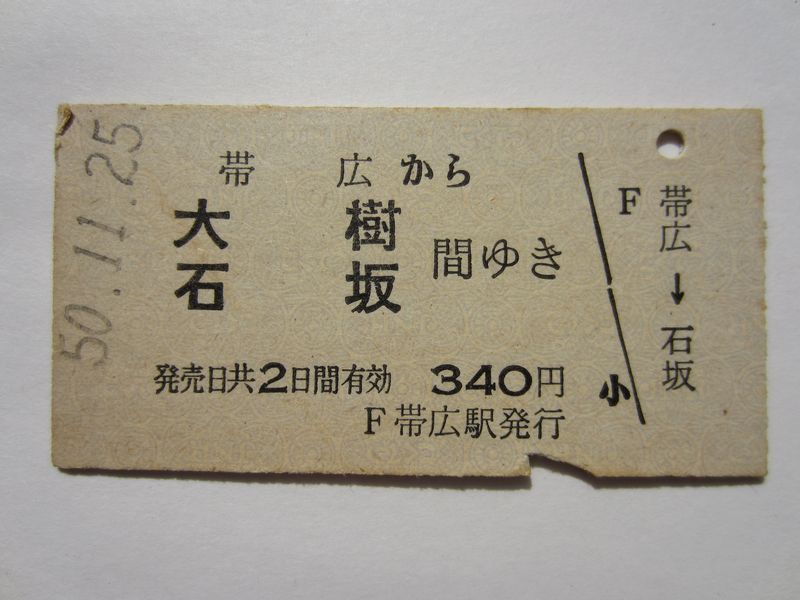 50.11.25
帯広から
大樹
石坂
間ゆき
発売日共2日間有効 340円
F帯広駅発行
小
F
帯広→石坂